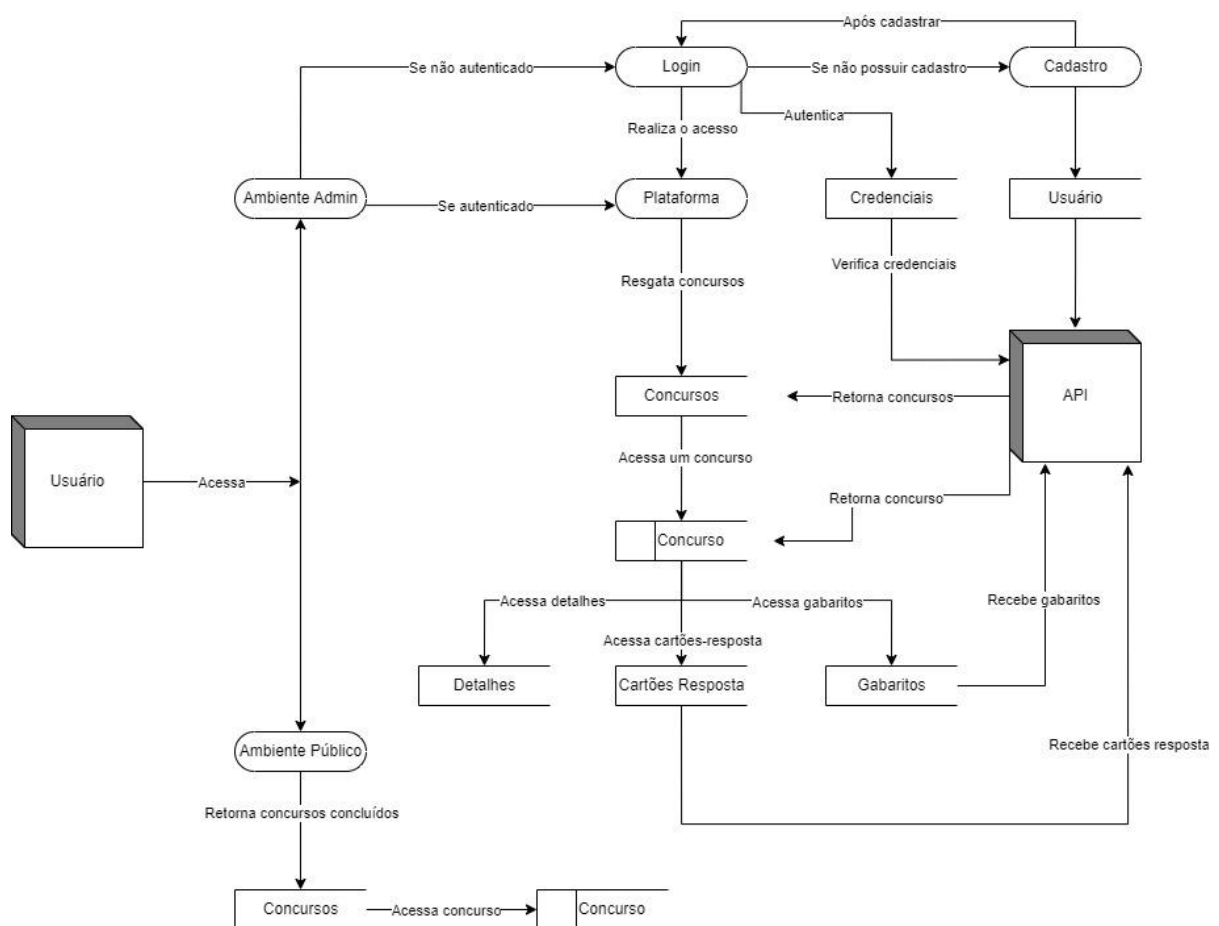 Após cadastrar
Se não autenticado
Login
Se não possuir cadastro
Cadastro
Autentica
Realiza o acesso
Ambiente Admin
Se autenticado
Plataforma
Credenciais
Usuário
Verifica credenciais
Resgata concursos
Concursos
Retorna concursos
API
Acessa um concurso
Usuário
Acessa
Retorna concurso
Concurso
Acessa detalhes
Acessa gabaritos
Recebe gabaritos
Acessa cartões-resposta
Detalhes
Cartões Resposta
Gabaritos
Ambiente Público
Recebe cartões resposta
Retorna concursos concluídos
Concursos
Acessa concurso
Concurso